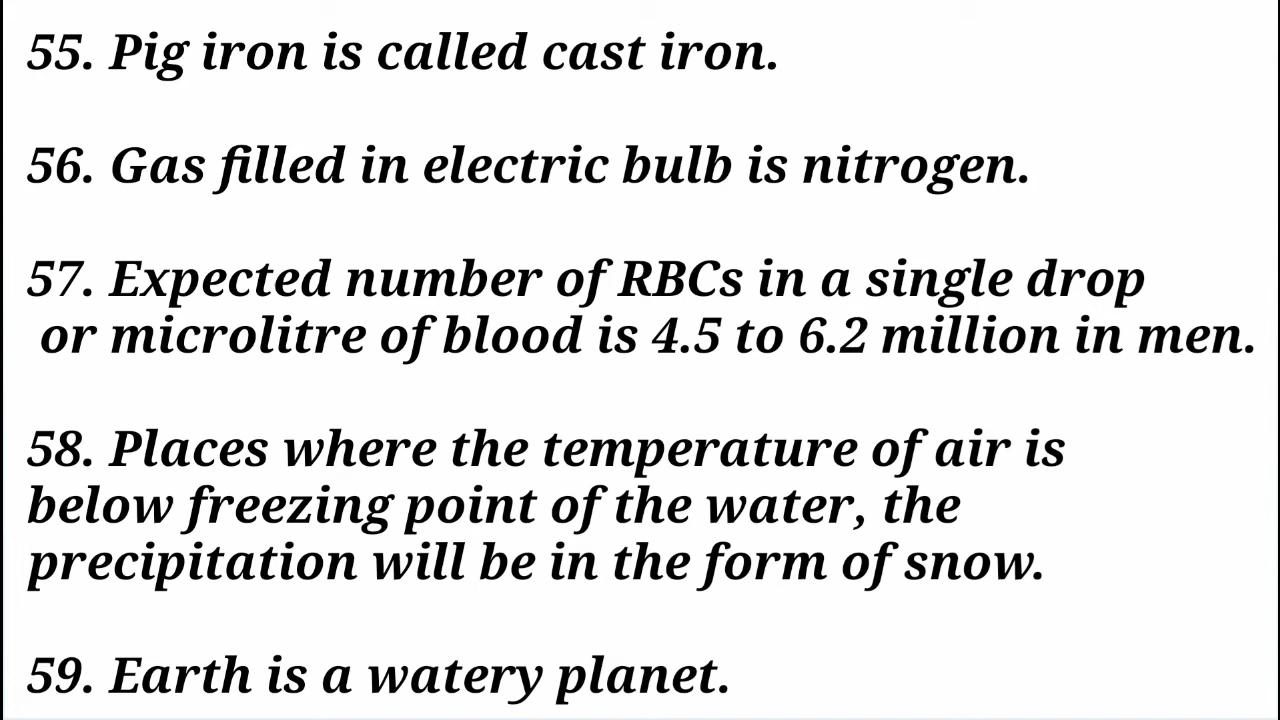 55. Pig iron is called cast iron.
56. Gas filled in electric bulb is nitrogen.
57. Expected number of RBCs in a single drop
or microlitre of blood is 4.5 to 6.2 million in men.
58. Places where the temperature of air is
below freezing point of the water, the
precipitation will be in the form of snow.
59. Earth is a watery planet.